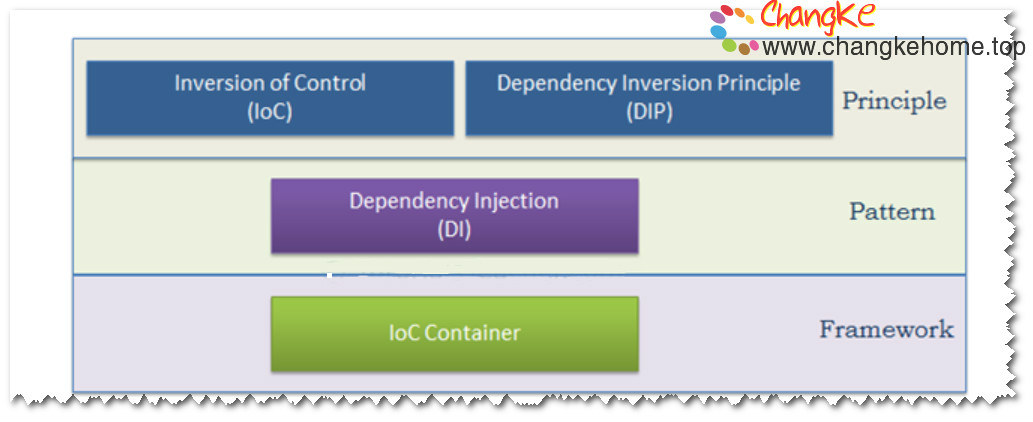 ChangKe
www.changkehome.top
Inversion of Control
(IoC)
Dependency Inversion Principle
(DIP)
Principle
Dependency Injection
(DI)
Pattern
IoC Container
Framework